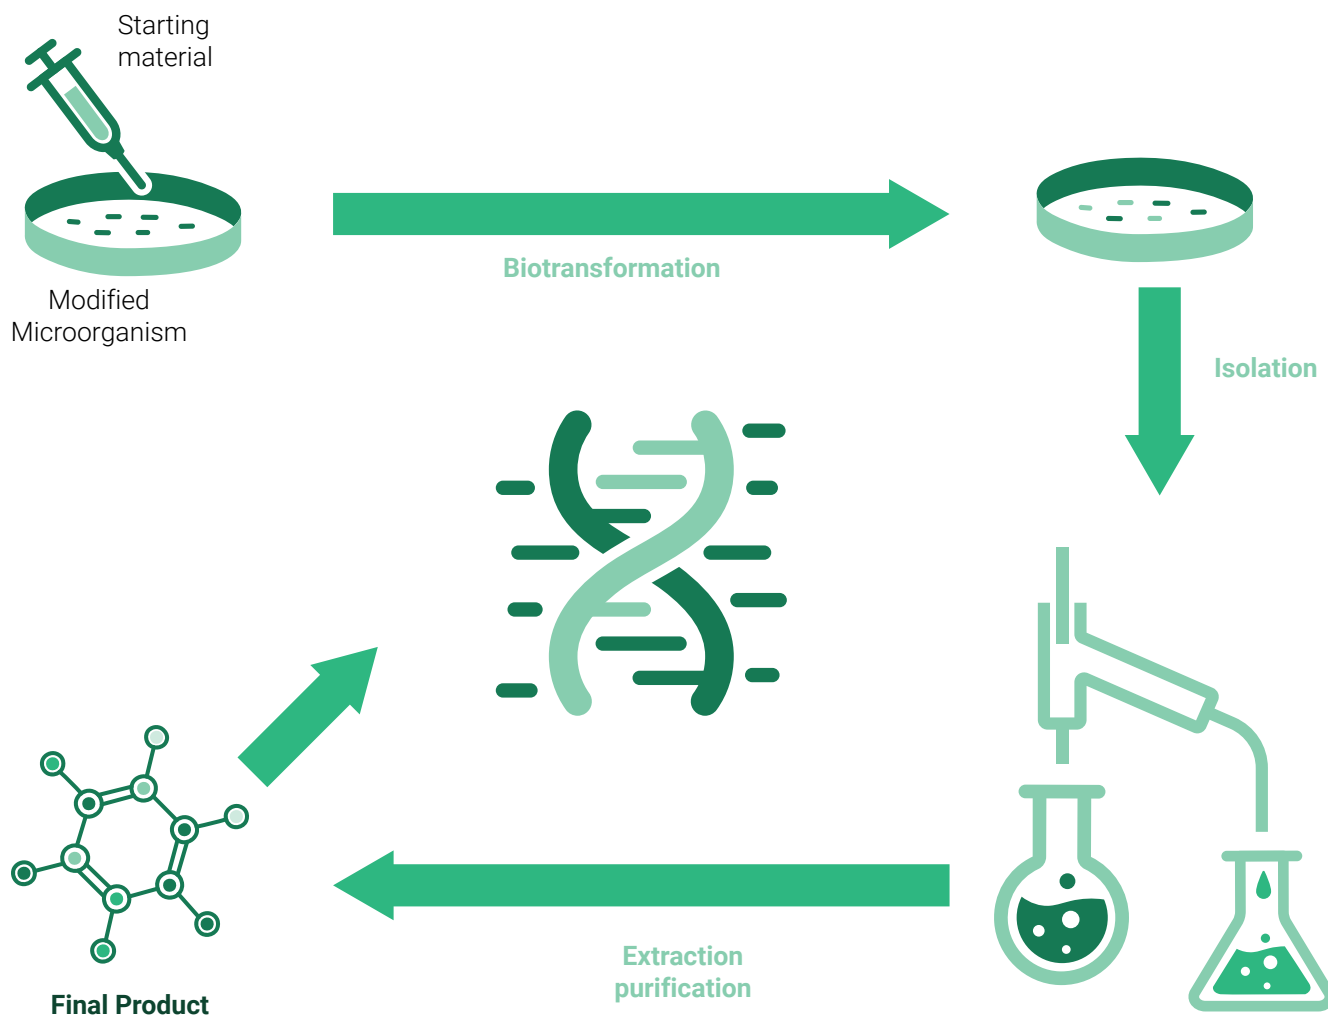 Starting
material
Modified
Microorganism
Biotransformation
Isolation
Extraction
purification
Final Product